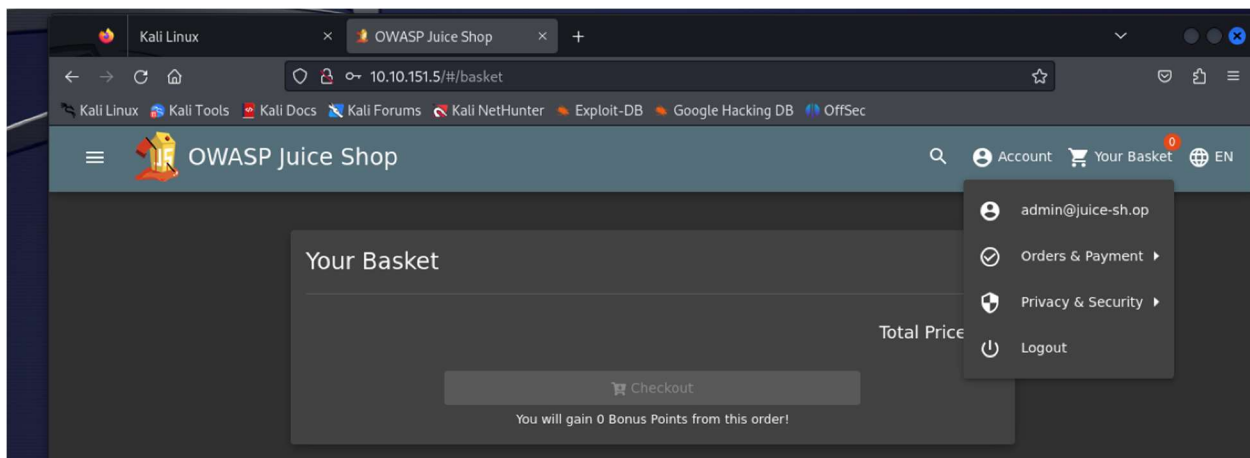 Kali Linux
OWASP Juice Shop
10.10.151.5/#/basket
Kali Linux Kali Tools Kali Docs Kali Forums Kali NetHunter Exploit-DB Google Hacking DB OffSec
OWASP Juice Shop Account 0 Your Basket EN
admin@juice-sh.op
Your Basket
Orders & Payment
Privacy & Security
Total Price
Logout
Checkout
You will gain 0 Bonus Points from this order!